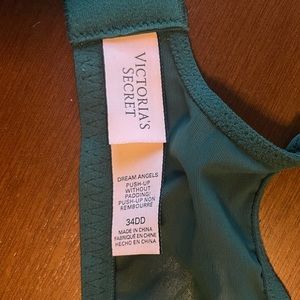 VICTORIA'S
SECRET
DREAM ANGELS
PUSH-UP
WITHOUT
PADDING/
PUSH-UP NON
REMBOURRÉ
34DD
MADE IN CHINA
FABRIQUÉ EN CHINE
HECHO EN CHINA